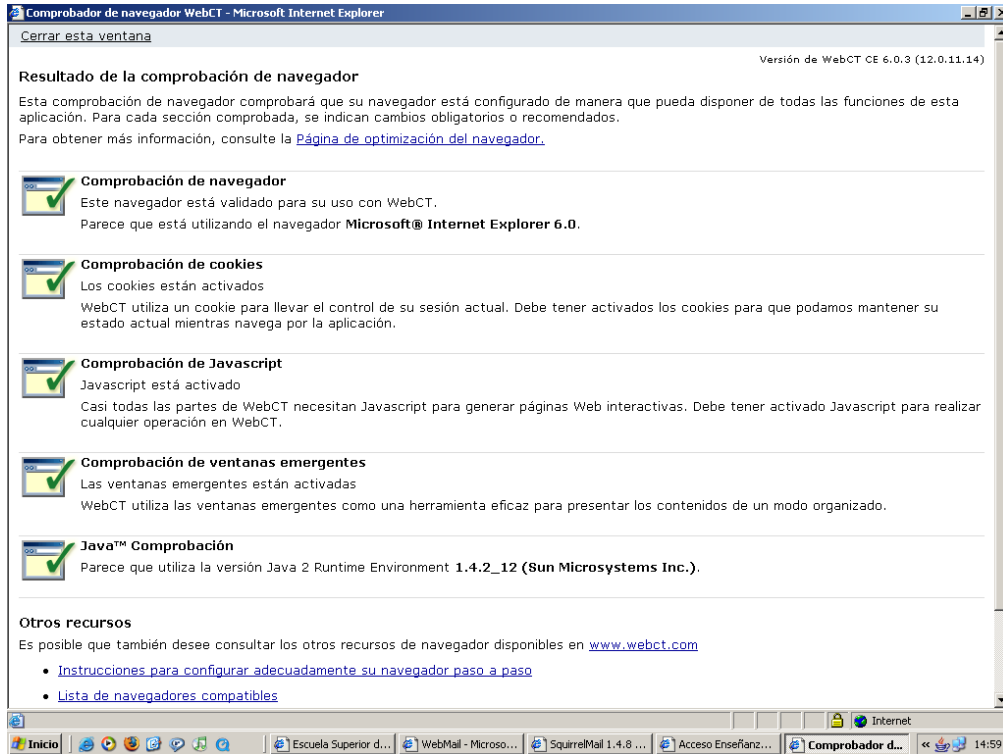 Comprobador de navegador WebCT - Microsoft Internet Explorer
Cerrar esta ventana
Versión de WebCT CE 6.0.3 (12.0.11.14)
Resultado de la comprobación de navegador
Esta comprobación de navegador comprobará que su navegador está configurado de manera que pueda disponer de todas las funciones de esta
aplicación. Para cada sección comprobada, se indican cambios obligatorios o recomendados.
Para obtener más información, consulte la Página de optimización del navegador.
Comprobación de navegador
Este navegador está validado para su uso con WebCT.
Parece que está utilizando el navegador Microsoft® Internet Explorer 6.0.
Comprobación de cookies
Los cookies están activados
WebCT utiliza un cookie para llevar el control de su sesión actual. Debe tener activados los cookies para que podamos mantener su
estado actual mientras navega por la aplicación.
Comprobación de Javascript
Javascript está activado
Casi todas las partes de WebCT necesitan Javascript para generar páginas Web interactivas. Debe tener activado Javascript para realizar
cualquier operación en WebCT.
Comprobación de ventanas emergentes
Las ventanas emergentes están activadas
WebCT utiliza las ventanas emergentes como una herramienta eficaz para presentar los contenidos de un modo organizado.
Java™ Comprobación
Parece que utiliza la versión Java 2 Runtime Environment 1.4.2_12 (Sun Microsystems Inc.).
Otros recursos
Es posible que también desee consultar los otros recursos de navegador disponibles en www.webct.com
• Instrucciones para configurar adecuadamente su navegador paso a paso
• Lista de navegadores compatibles
Internet
Inicio Escuela Superior d... WebMail - Microso... SquirrelMail 1.4.8 ... Acceso Enseñanz... Comprobador d... « 14:59